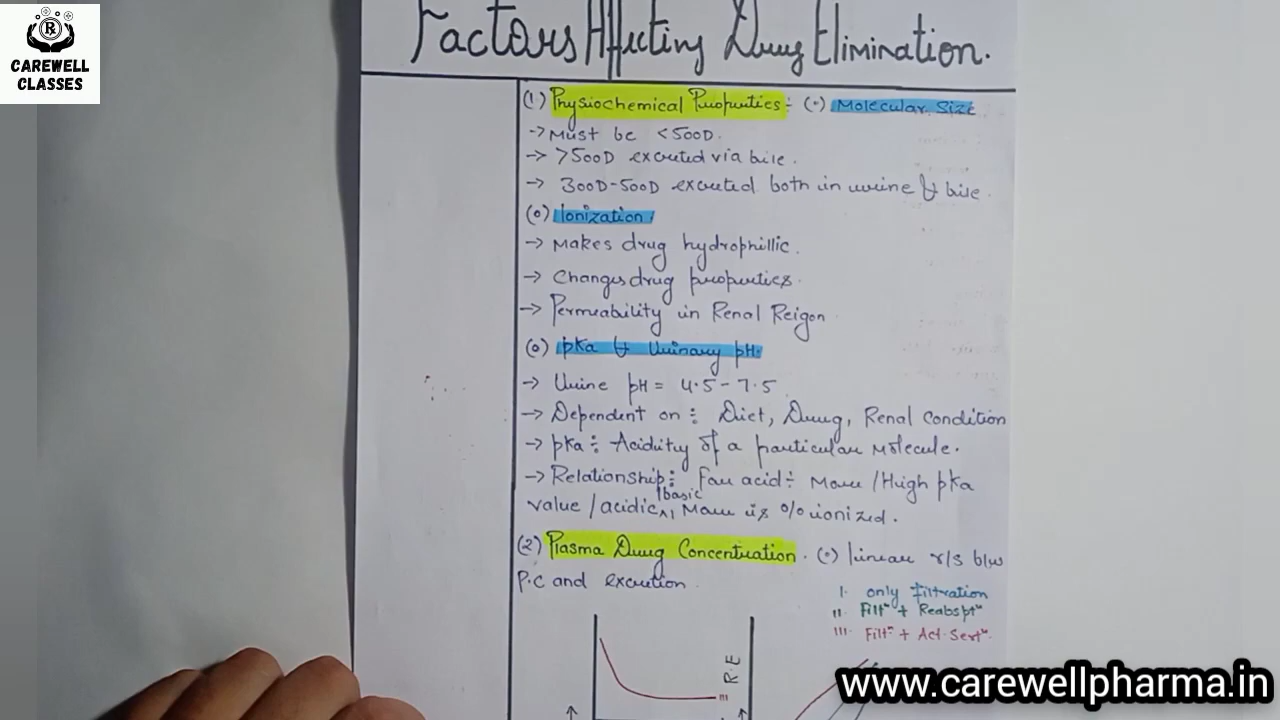 Rx
CAREWELL
CLASSES
Factors Affecting Drug Elimination.
(1) Physiochemical Properties:- (•) Molecular Size
→ Must be <500D.
→ >500D excreted via bile.
→ 300D-500D excreted both in urine & bile.
(o) Ionization
→ Makes drug hydrophillic.
→ Changes drug properties.
→ Permeability in Renal Reigon
(o) pKa & Urinary pH.
→ Urine pH = 4.5-7.5
→ Dependent on:- Diet, Drug, Renal Condition
→ pKa:- Acidity of a particular Molecule.
→ Relationship:- For acid:- More/High pKa
value/acidic/basic, More is % ionized.
(2) Plasma Drug Concentration. (•) linear r/s b/w
P.C and excretion
I. only Filtration
II. Filtn + Reabsptn
III. Filtn + Act. Sertn.
III
R.E
www.carewellpharma.in